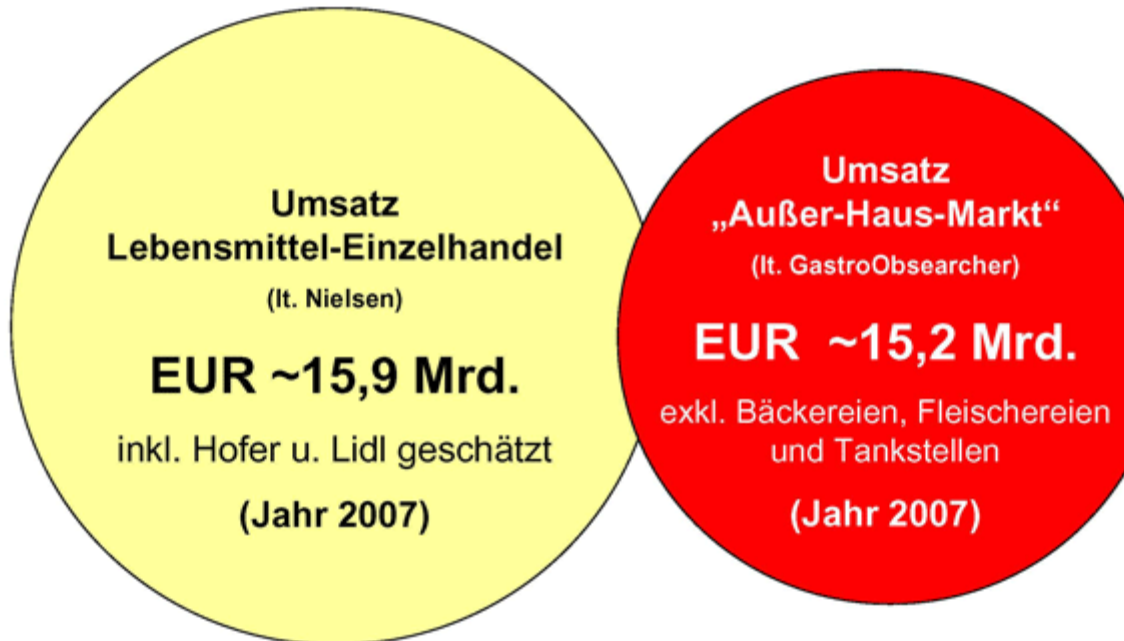 Umsatz
Lebensmittel-Einzelhandel
(lt. Nielsen)
EUR ~15,9 Mrd.
inkl. Hofer u. Lidl geschätzt
(Jahr 2007)
Umsatz
„Außer-Haus-Markt“
(lt. GastroObsearcher)
EUR ~15,2 Mrd.
exkl. Bäckereien, Fleischereien
und Tankstellen
(Jahr 2007)